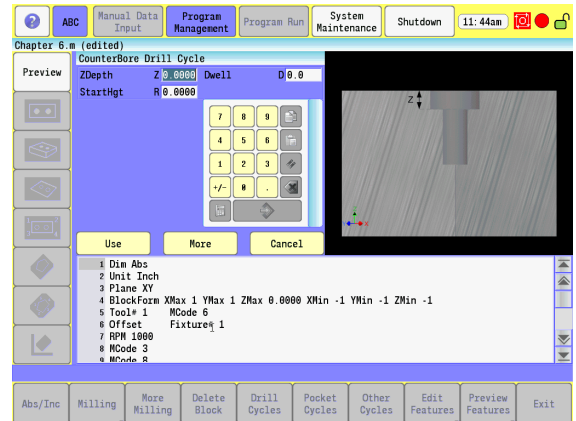 ? ABC Manual Data Input Program Management Program Run System Maintenance Shutdown 11:44am
Chapter 6.m (edited)
Preview
CounterBore Drill Cycle
ZDepth Z 0.0000 Dwell D 0.0
StartHgt R 0.0000
7 8 9
4 5 6
1 2 3
+/- 0 .
Z
Y X
Use More Cancel
1 Dim Abs
2 Unit Inch
3 Plane XY
4 BlockForm XMax 1 YMax 1 ZMax 0.0000 XMin -1 YMin -1 ZMin -1
5 Tool# 1 MCode 6
6 Offset Fixture# 1
7 RPM 1000
8 MCode 3
9 MCode 8
Abs/Inc Milling More Milling Delete Block Drill Cycles Pocket Cycles Other Cycles Edit Features Preview Features Exit